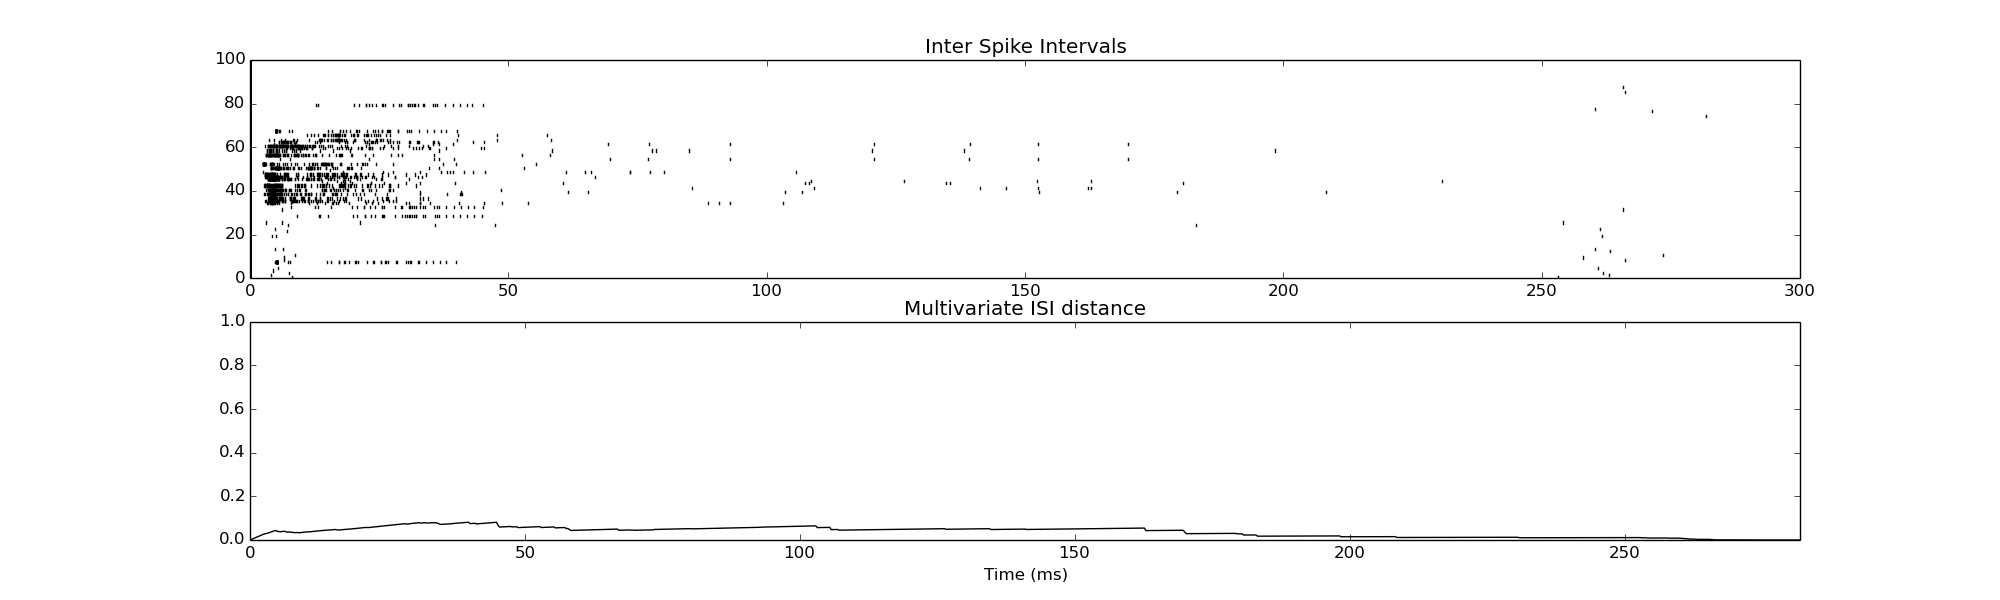 Inter Spike Intervals
100
80
60
40
20
0
0 50 100 150 200 250 300
Multivariate ISI distance
1.0
0.8
0.6
0.4
0.2
0.0
0 50 100 150 200 250
Time (ms)